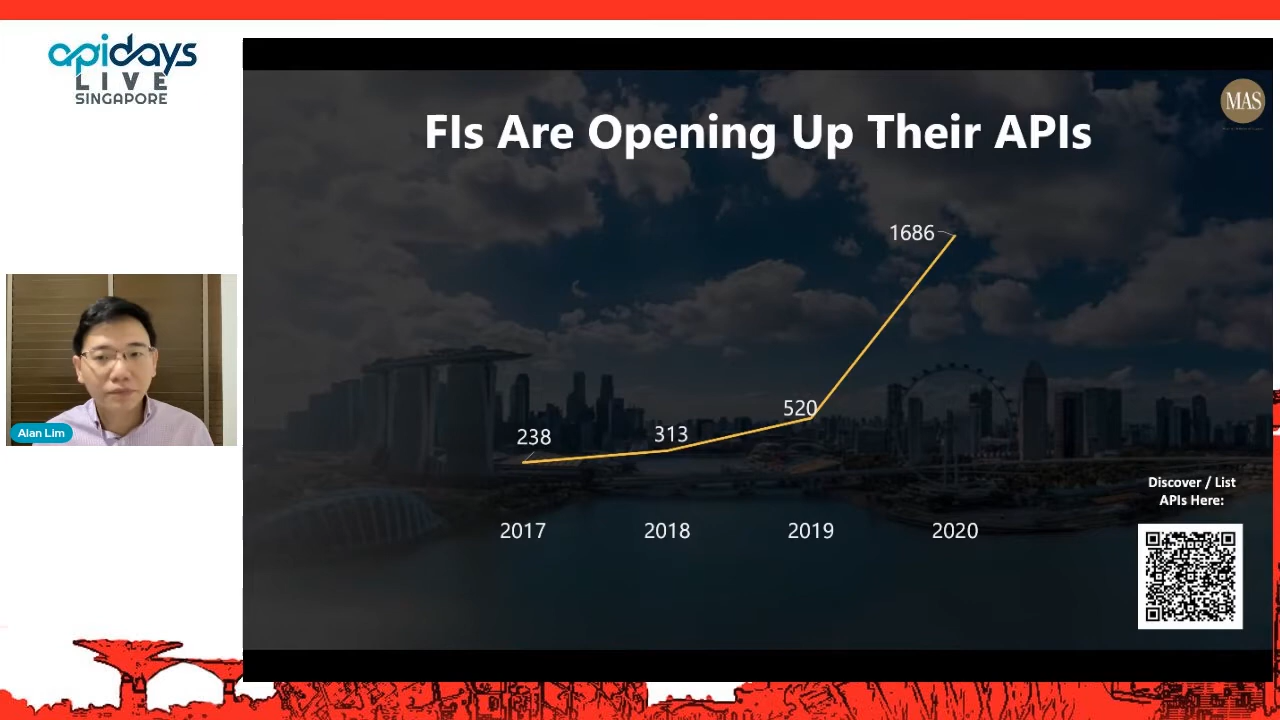 apidays
LIVE
SINGAPORE
MAS
FIs Are Opening Up Their APIs
1686
520
313
238
2017 2018 2019 2020
Discover / List
APIs Here:
Alan Lim